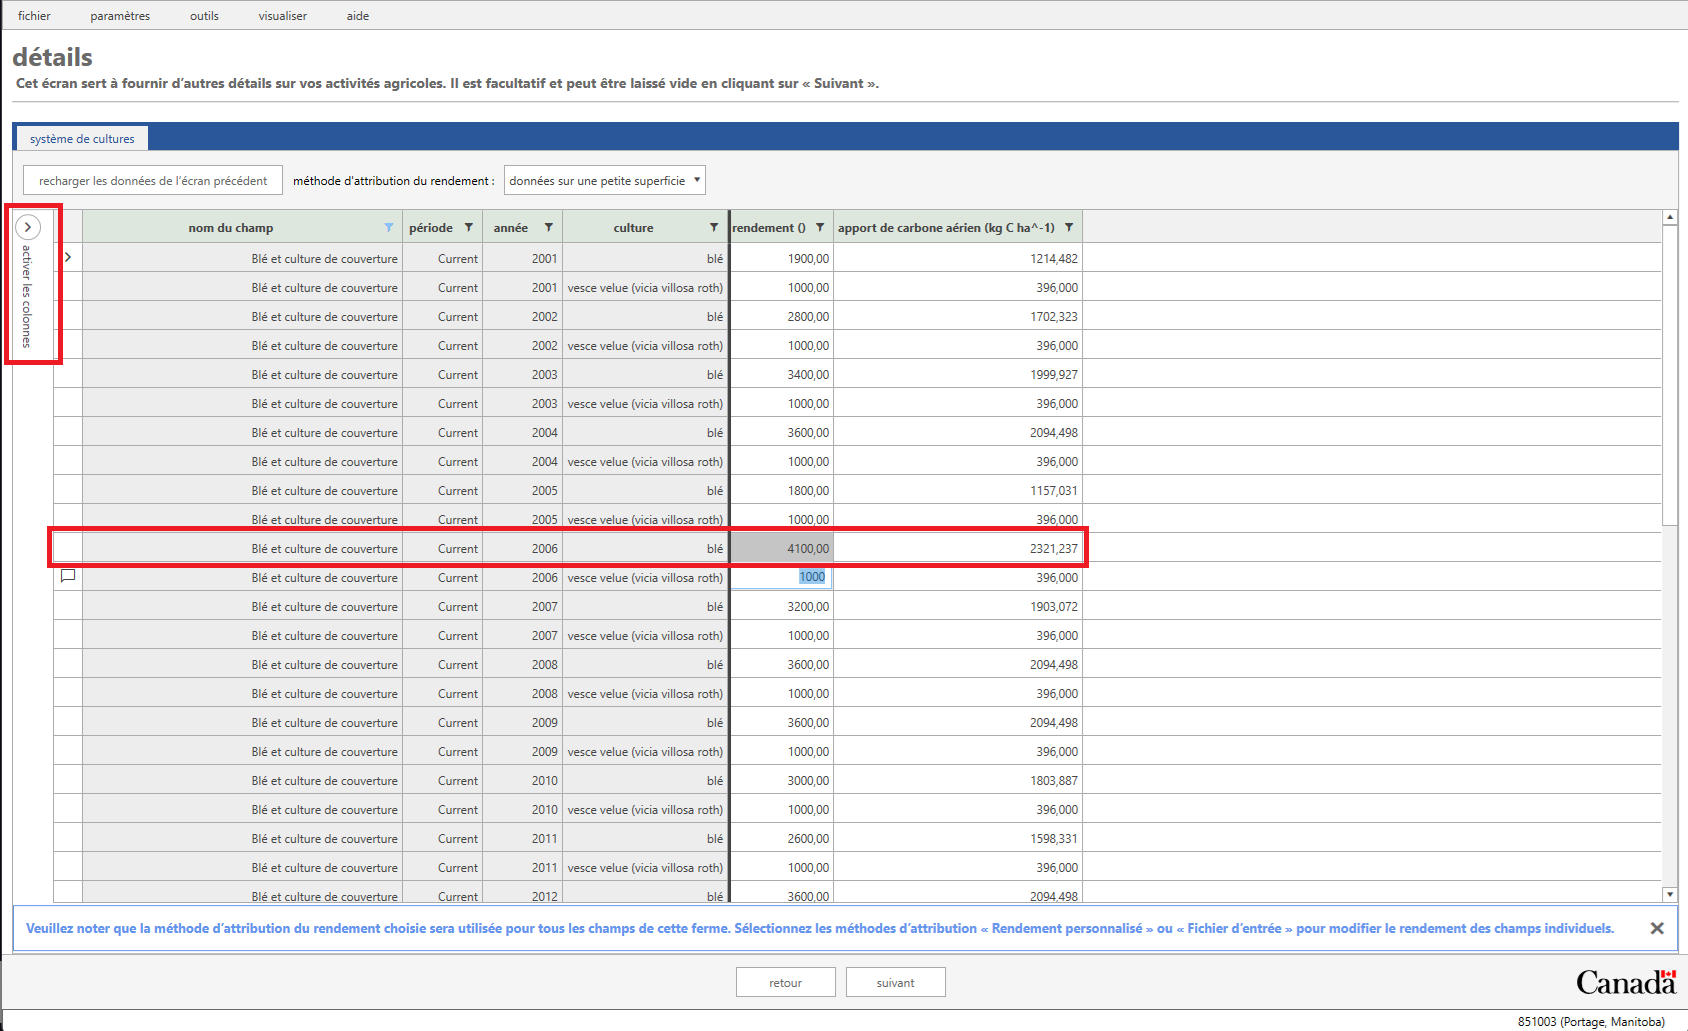 fichier paramètres outils visualiser aide
détails
Cet écran sert à fournir d'autres détails sur vos activités agricoles. Il est facultatif et peut être laissé vide en cliquant sur « Suivant ».
système de cultures
recharger les données de l'écran précédent méthode d'attribution du rendement : données sur une petite superficie
activer les colonnes
nom du champ période année culture rendement () apport de carbone aérien (kg C ha^-1)
Blé et culture de couverture Current 2001 blé 1900,00 1214,482
Blé et culture de couverture Current 2001 vesce velue (vicia villosa roth) 1000,00 396,000
Blé et culture de couverture Current 2002 blé 2800,00 1702,323
Blé et culture de couverture Current 2002 vesce velue (vicia villosa roth) 1000,00 396,000
Blé et culture de couverture Current 2003 blé 3400,00 1999,927
Blé et culture de couverture Current 2003 vesce velue (vicia villosa roth) 1000,00 396,000
Blé et culture de couverture Current 2004 blé 3600,00 2094,498
Blé et culture de couverture Current 2004 vesce velue (vicia villosa roth) 1000,00 396,000
Blé et culture de couverture Current 2005 blé 1800,00 1157,031
Blé et culture de couverture Current 2005 vesce velue (vicia villosa roth) 1000,00 396,000
Blé et culture de couverture Current 2006 blé 4100,00 2321,237
Blé et culture de couverture Current 2006 vesce velue (vicia villosa roth) 1000 396,000
Blé et culture de couverture Current 2007 blé 3200,00 1903,072
Blé et culture de couverture Current 2007 vesce velue (vicia villosa roth) 1000,00 396,000
Blé et culture de couverture Current 2008 blé 3600,00 2094,498
Blé et culture de couverture Current 2008 vesce velue (vicia villosa roth) 1000,00 396,000
Blé et culture de couverture Current 2009 blé 3600,00 2094,498
Blé et culture de couverture Current 2009 vesce velue (vicia villosa roth) 1000,00 396,000
Blé et culture de couverture Current 2010 blé 3000,00 1803,887
Blé et culture de couverture Current 2010 vesce velue (vicia villosa roth) 1000,00 396,000
Blé et culture de couverture Current 2011 blé 2600,00 1598,331
Blé et culture de couverture Current 2011 vesce velue (vicia villosa roth) 1000,00 396,000
Blé et culture de couverture Current 2012 blé 3600,00 2094,498
Veuillez noter que la méthode d'attribution du rendement choisie sera utilisée pour tous les champs de cette ferme. Sélectionnez les méthodes d'attribution « Rendement personnalisé » ou « Fichier d'entrée » pour modifier le rendement des champs individuels.
retour suivant
Canada
851003 (Portage, Manitoba)